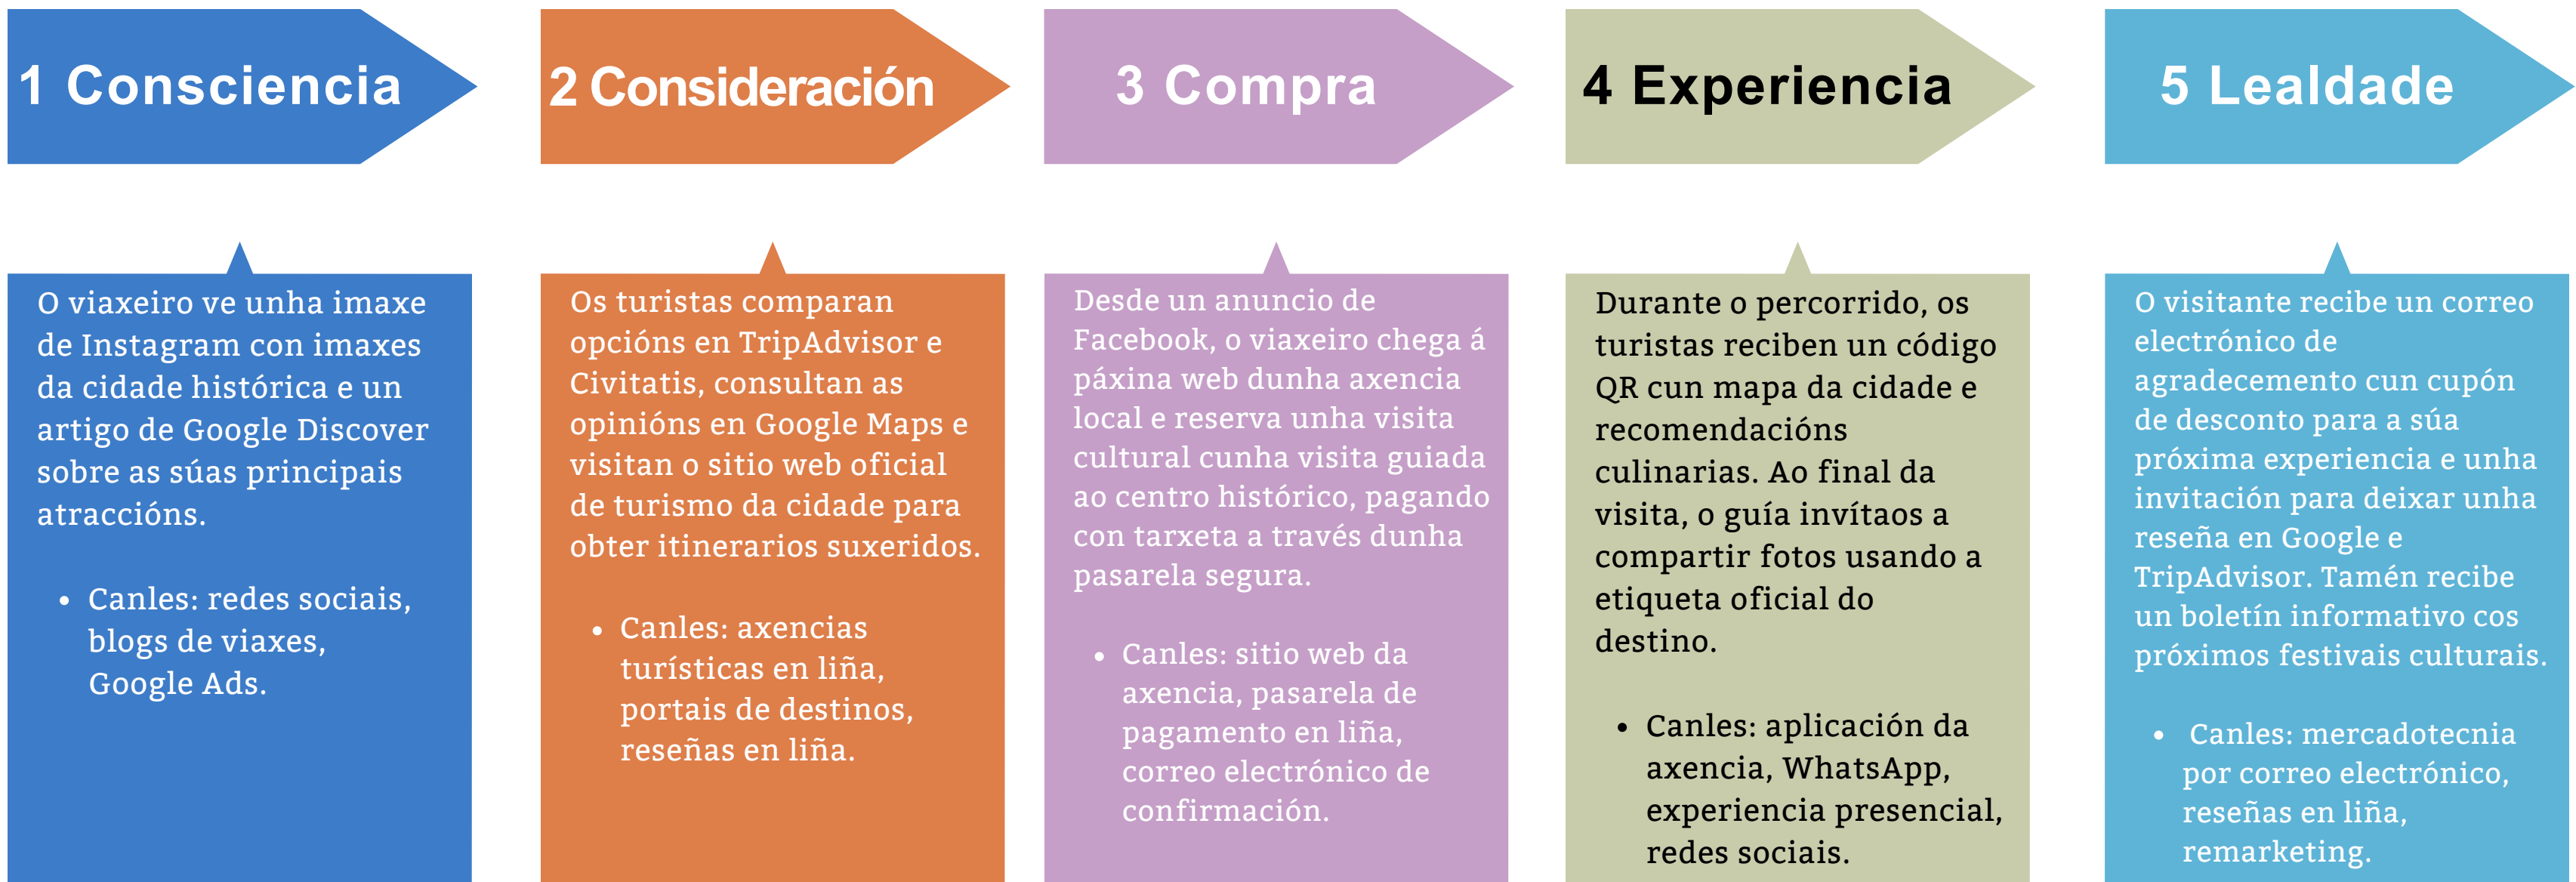 1 Consciencia
2 Consideración
3 Compra
4 Experiencia
5 Lealdade
O viaxeiro ve unha imaxe
de Instagram con imaxes
da cidade histórica e un
artigo de Google Discover
sobre as súas principais
atraccións.
• Canles: redes sociais,
blogs de viaxes,
Google Ads.
Os turistas comparan
opcións en TripAdvisor e
Civitatis, consultan as
opinións en Google Maps e
visitan o sitio web oficial
de turismo da cidade para
obter itinerarios suxeridos.
• Canles: axencias
turísticas en liña,
portais de destinos,
reseñas en liña.
Desde un anuncio de
Facebook, o viaxeiro chega á
páxina web dunha axencia
local e reserva unha visita
cultural cunha visita guiada
ao centro histórico, pagando
con tarxeta a través dunha
pasarela segura.
• Canles: sitio web da
axencia, pasarela de
pagamento en liña,
correo electrónico de
confirmación.
Durante o percorrido, os
turistas reciben un código
QR cun mapa da cidade e
recomendacións
culinarias. Ao final da
visita, o guía invítaos a
compartir fotos usando a
etiqueta oficial do
destino.
• Canles: aplicación da
axencia, WhatsApp,
experiencia presencial,
redes sociais.
O visitante recibe un correo
electrónico de
agradecemento cun cupón
de desconto para a súa
próxima experiencia e unha
invitación para deixar unha
reseña en Google e
TripAdvisor. Tamén recibe
un boletín informativo cos
próximos festivais culturais.
• Canles: mercadotecnia
por correo electrónico,
reseñas en liña,
remarketing.